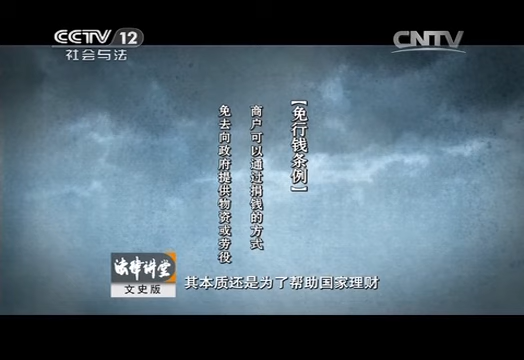 CCTV 12
社会与法
CNTV
【免行钱条例】
商户可以通过捐钱的方式
免去向政府提供物资或劳役
法律讲堂
文史版
其本质还是为了帮助国家理财